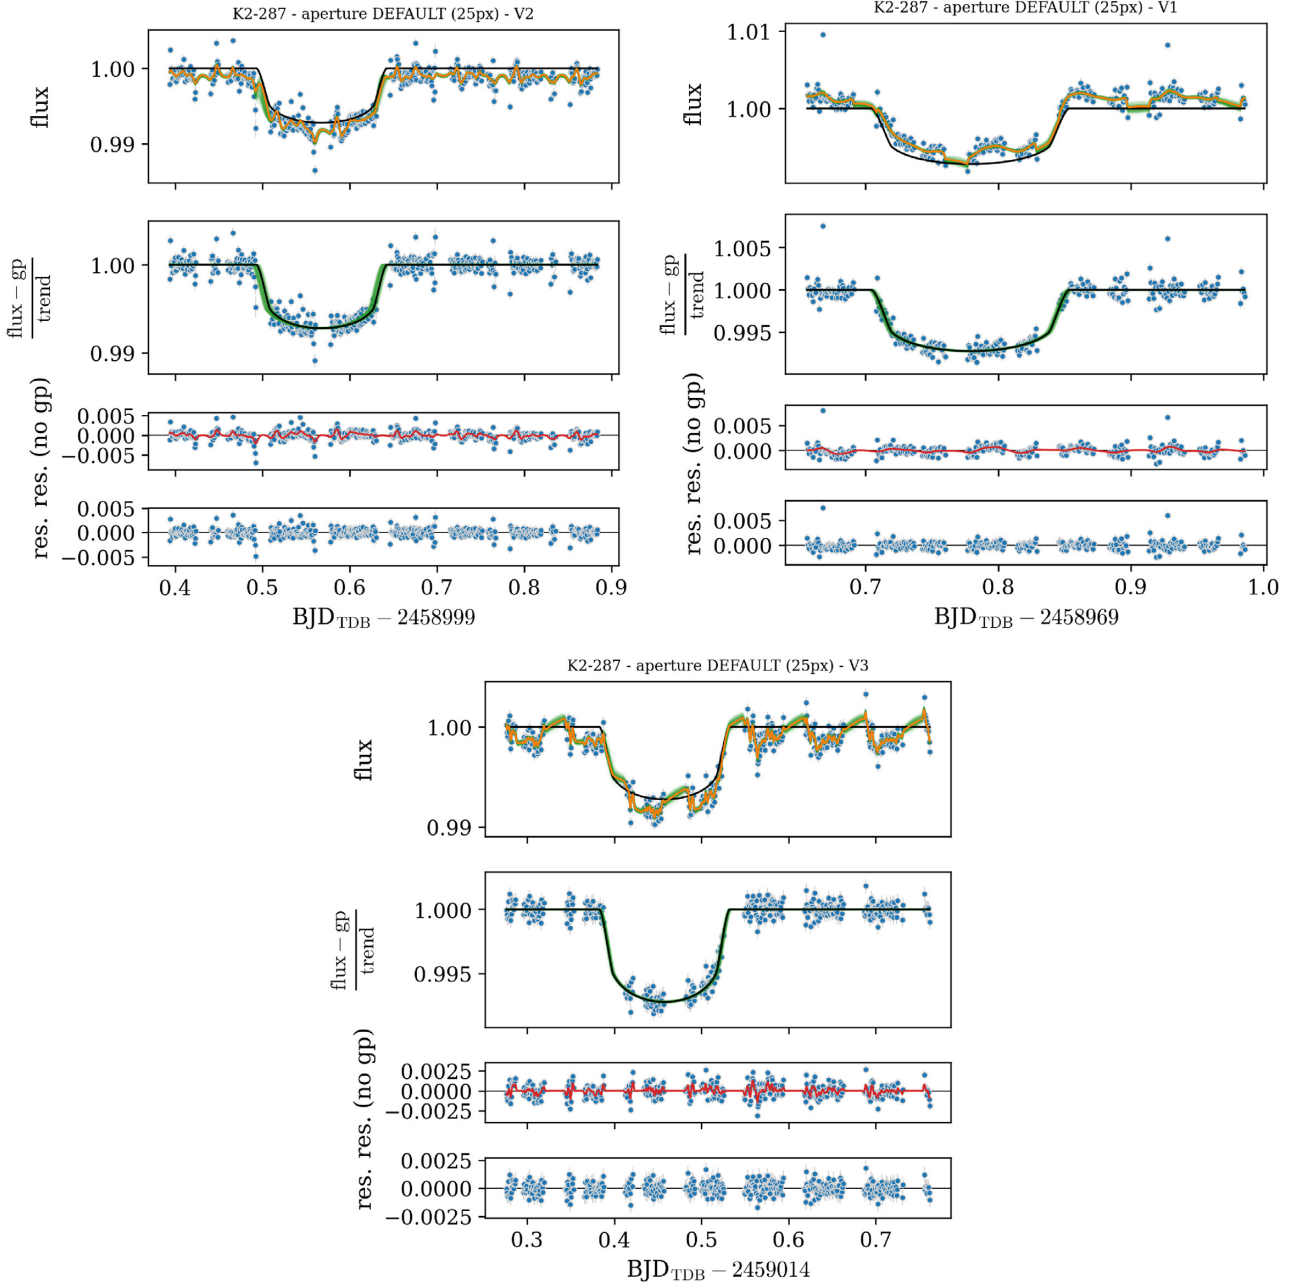 K2-287 - aperture DEFAULT (25px) - V2
1.00
0.99
flux
1.00
0.99
flux − gp
trend
0.005
0.000
−0.005
res. (no gp)
0.005
0.000
−0.005
res.
0.4 0.5 0.6 0.7 0.8 0.9
BJD_TDB − 2458999
K2-287 - aperture DEFAULT (25px) - V1
1.01
1.00
flux
1.005
1.000
0.995
flux − gp
trend
0.005
0.000
res. (no gp)
0.005
0.000
res.
0.7 0.8 0.9 1.0
BJD_TDB − 2458969
K2-287 - aperture DEFAULT (25px) - V3
1.00
0.99
flux
1.000
0.995
flux − gp
trend
0.0025
0.0000
−0.0025
res. (no gp)
0.0025
0.0000
−0.0025
res.
0.3 0.4 0.5 0.6 0.7
BJD_TDB − 2459014